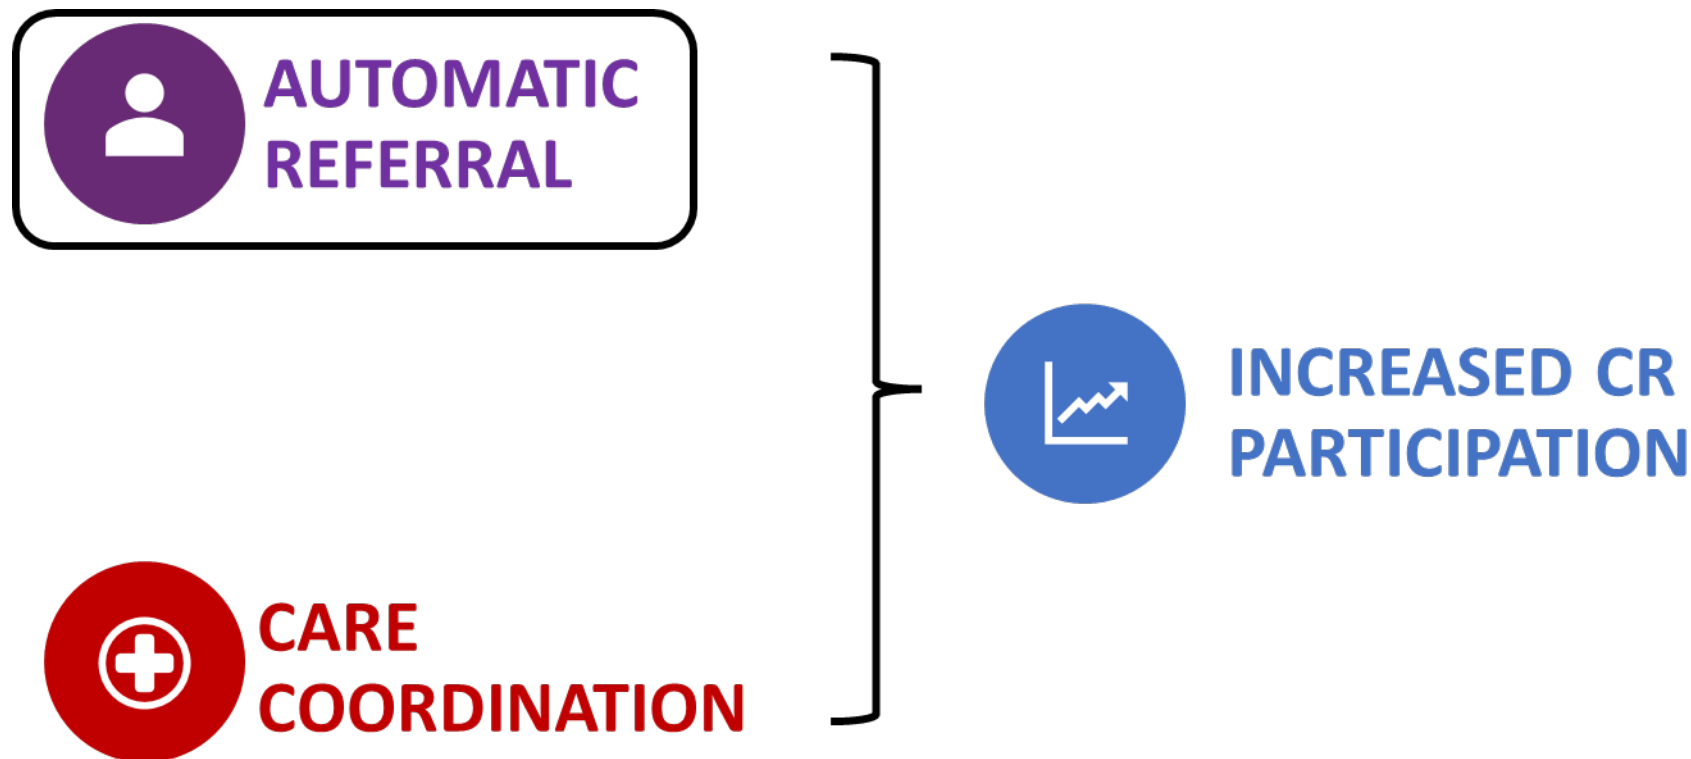 AUTOMATIC
REFERRAL
CARE
COORDINATION
INCREASED CR
PARTICIPATION